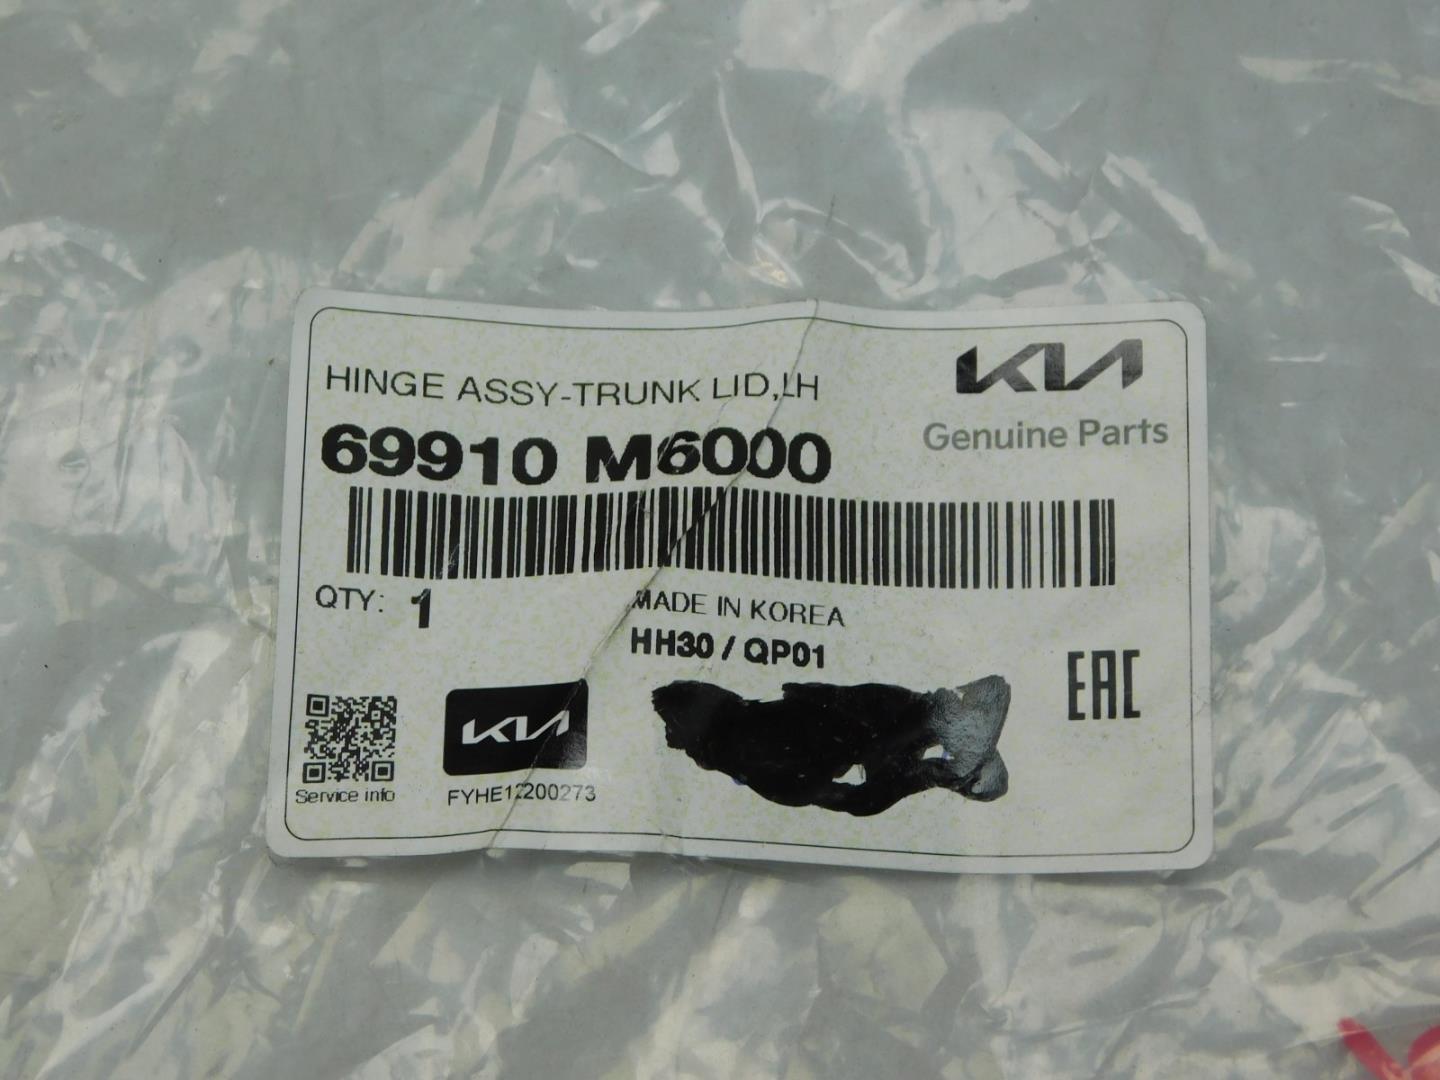 HINGE ASSY-TRUNK LID,LH
KIA
Genuine Parts
69910 M6000
QTY: 1
MADE IN KOREA
HH30 / QP01
EAC
KIA
Service info
FYHE12200273